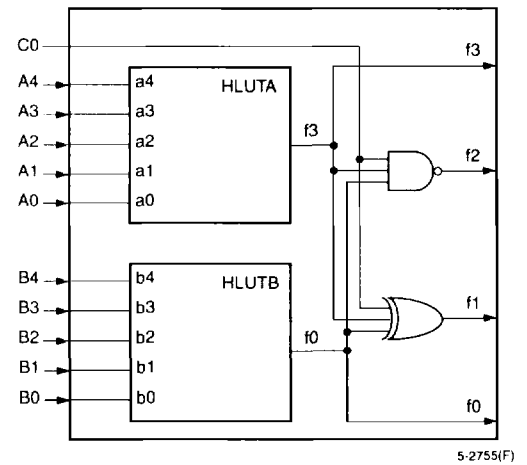 C0
f3
A4
a4
HLUTA
A3
a3
f3
f2
A2
a2
A1
a1
A0
a0
B4
b4
HLUTB
B3
b3
f1
B2
b2
f0
B1
b1
B0
b0
f0
5-2755(F)